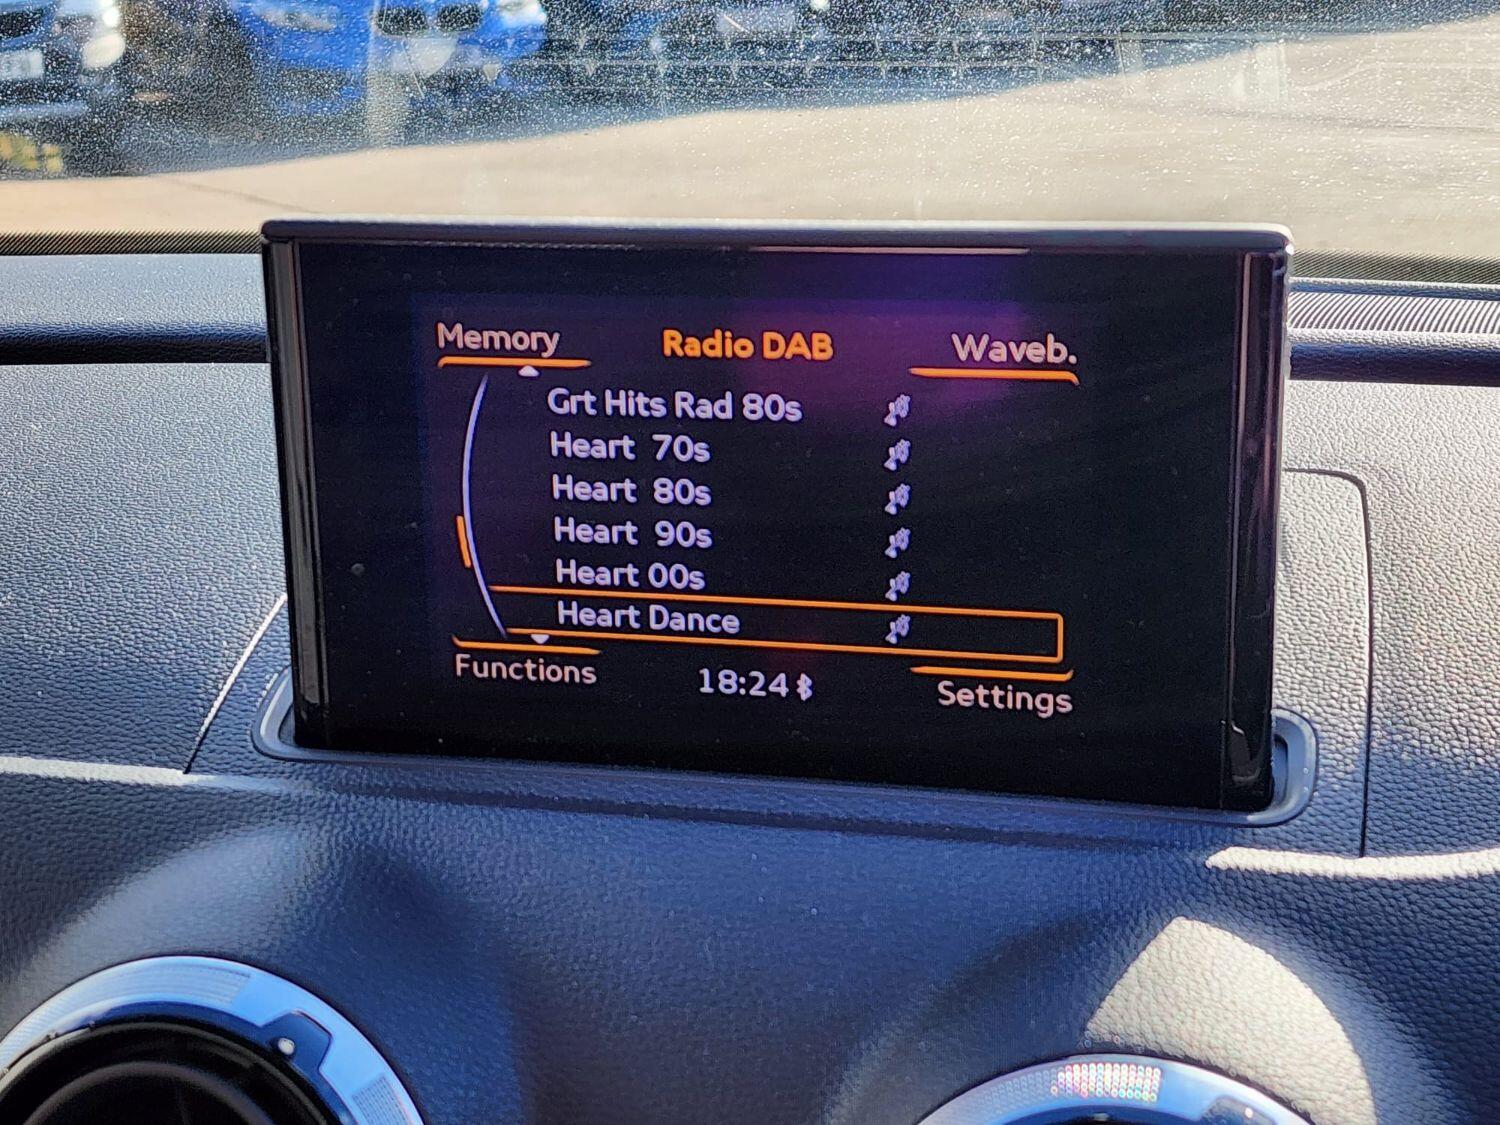 Memory Radio DAB Waveb.
Grt Hits Rad 80s
Heart 70s
Heart 80s
Heart 90s
Heart 00s
Heart Dance
Functions 18:24 Settings